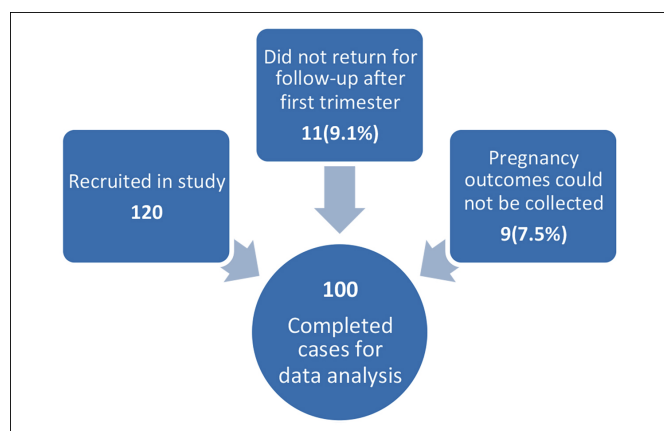 Did not return for
follow-up after
first trimester
11(9.1%)
Recruited in study
120
Pregnancy
outcomes could
not be collected
9(7.5%)
100
Completed
cases for
data analysis